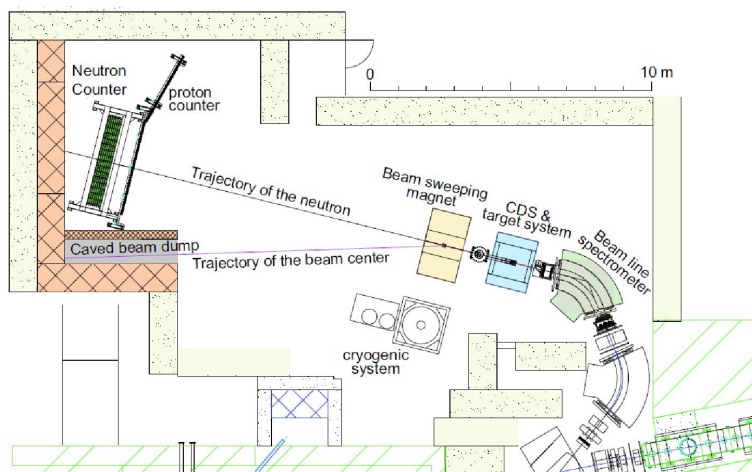 Neutron
Counter
proton
counter
0
10 m
Trajectory of the neutron
Beam sweeping
magnet
CDS &
target system
Beam line
spectrometer
Caved beam dump
Trajectory of the beam center
cryogenic
system